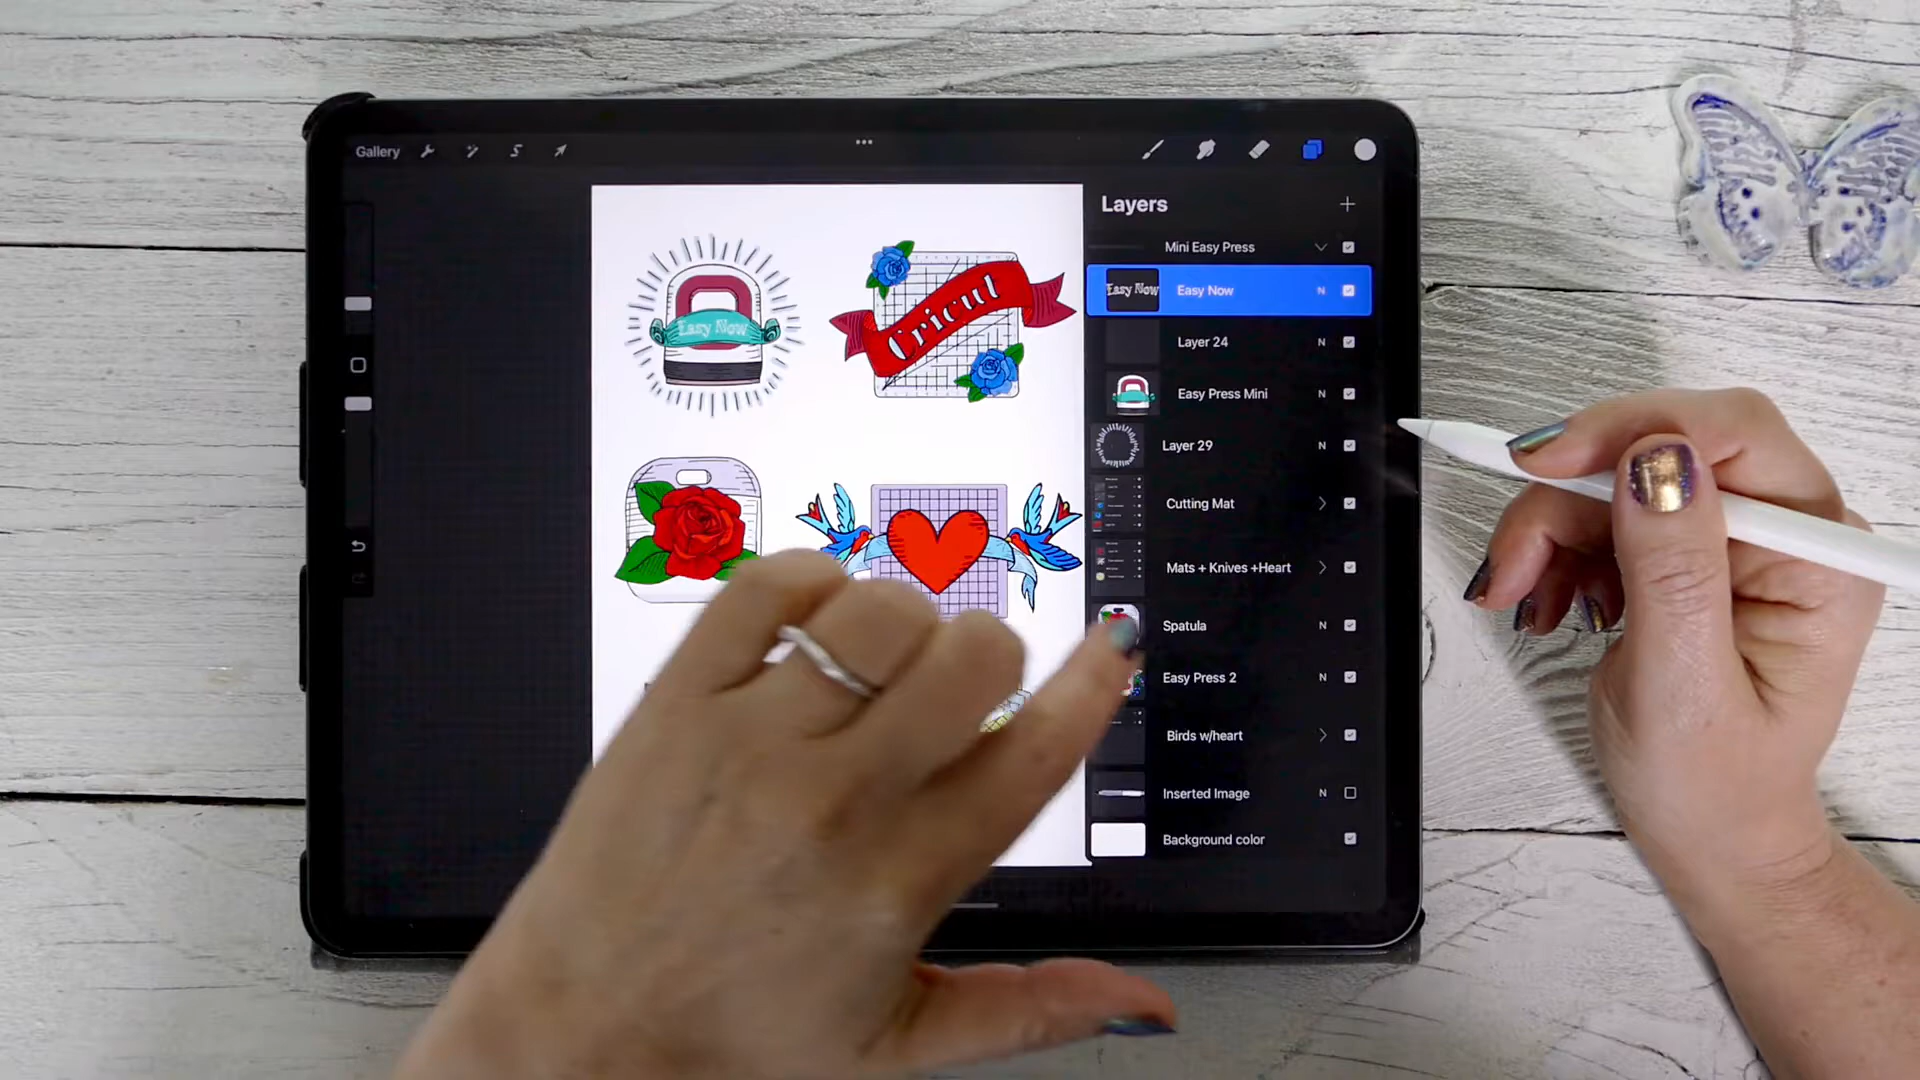 Gallery
Layers
Mini Easy Press
Easy Now
Easy Now N
Layer 24 N
Easy Press Mini N
Layer 29 N
Cutting Mat
Mats + Knives +Heart
Spatula N
Easy Press 2 N
Birds w/heart
Inserted Image N
Background color
Easy Now
Cricut